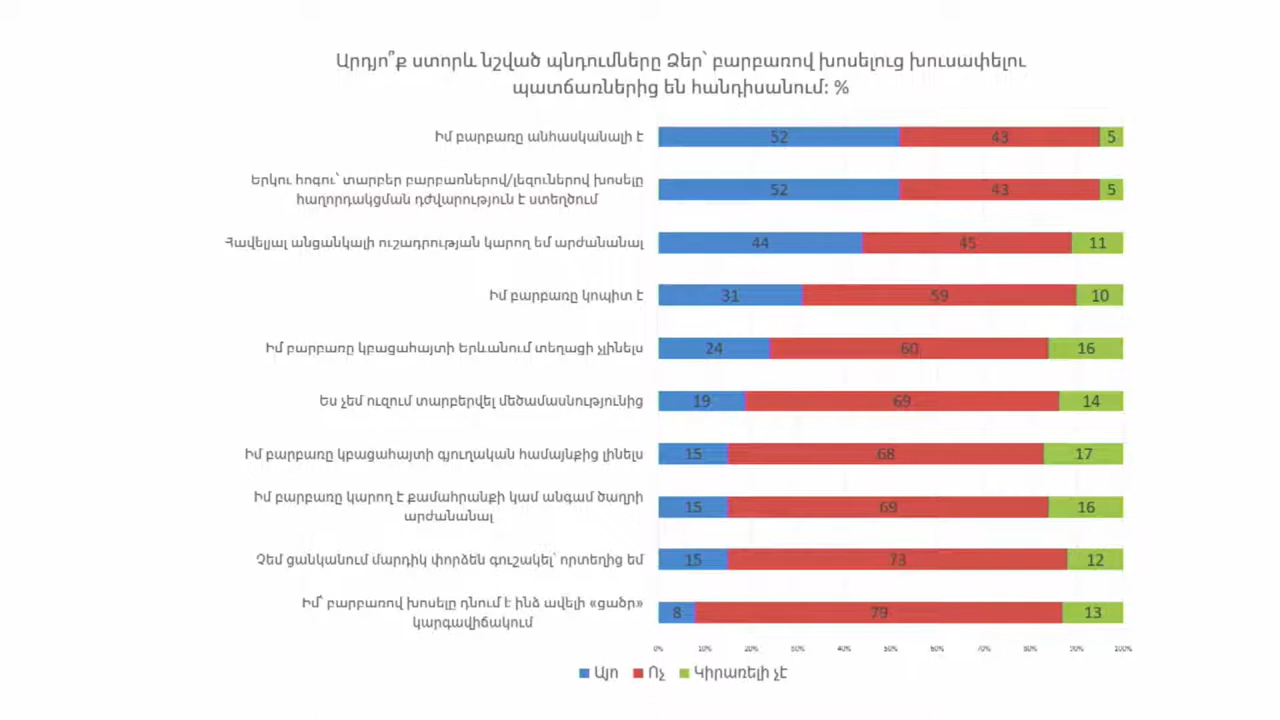 Արդյո՞ք ստորև նշված պնդումները Ձեր՝ բարբառով խոսելուց խուսափելու
պատճառներից են հանդիսանում: %
Իմ բարբառը անհասկանալի է
52 43 5
Երկու հոգու՝ տարբեր բարբառներով/լեզուներով խոսելը
հաղորդակցման դժվարություն է ստեղծում
52 43 5
Հավելյալ անցանկալի ուշադրության կարող եմ արժանանալ
44 45 11
Իմ բարբառը կոպիտ է
31 59 10
Իմ բարբառը կբացահայտի Երևանում տեղացի չլինելս
24 60 16
Ես չեմ ուզում տարբերվել մեծամասնությունից
19 69 14
Իմ բարբառը կբացահայտի գյուղական համայնքից լինելս
15 68 17
Իմ բարբառը կարող է քամահրանքի կամ անգամ ծաղրի
արժանանալ
15 69 16
Չեմ ցանկանում մարդիկ փորձեն գուշակել՝ որտեղից եմ
15 73 12
Իմ՝ բարբառով խոսելը դնում է ինձ ավելի «ցածր»
կարգավիճակում
8 79 13
0% 10% 20% 30% 40% 50% 60% 70% 80% 90% 100%
Այո Ոչ Կիրառելի չէ